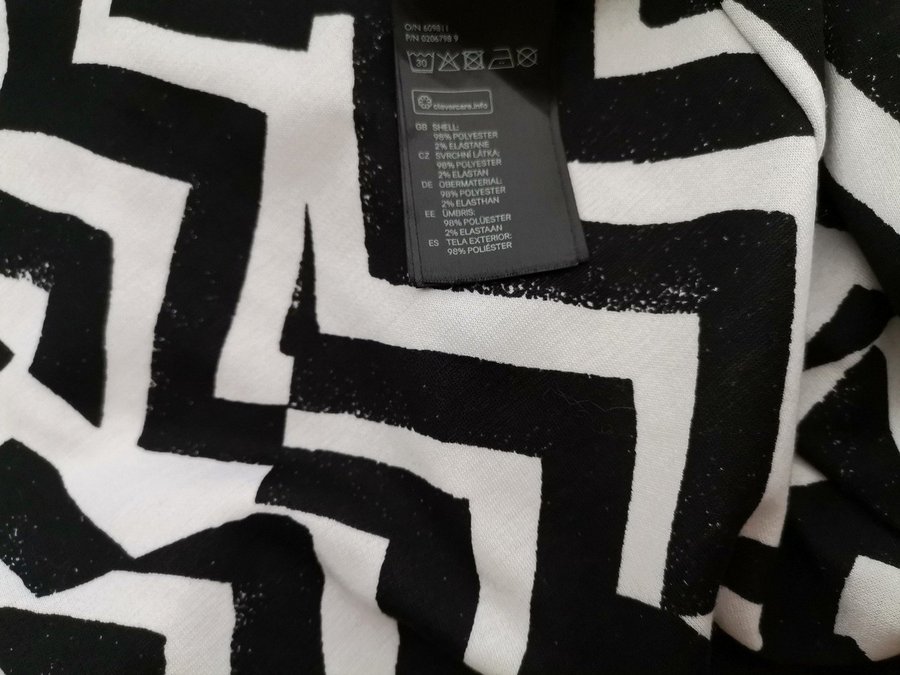 O/N 609811
P/N 0206798 9
30
clevercare.info
GB SHELL:
98% POLYESTER
2% ELASTANE
CZ SVRCHNÍ LÁTKA:
98% POLYESTER
2% ELASTAN
DE OBERMATERIAL:
98% POLYESTER
2% ELASTHAN
EE ÜMBRIS:
98% POLÜESTER
2% ELASTAAN
ES TELA EXTERIOR:
98% POLIÉSTER